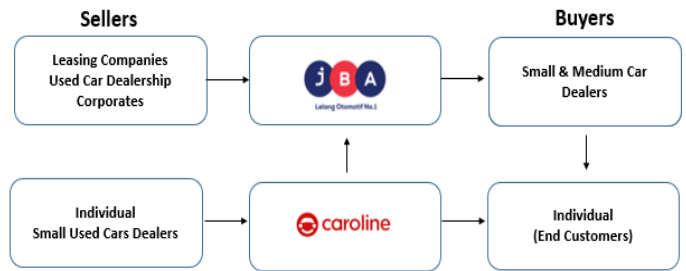 Sellers
Buyers
Leasing Companies
Used Car Dealership
Corporates
JBA
Lelang Otomotif No.1
Small & Medium Car
Dealers
Individual
Small Used Cars Dealers
caroline
Individual
(End Customers)